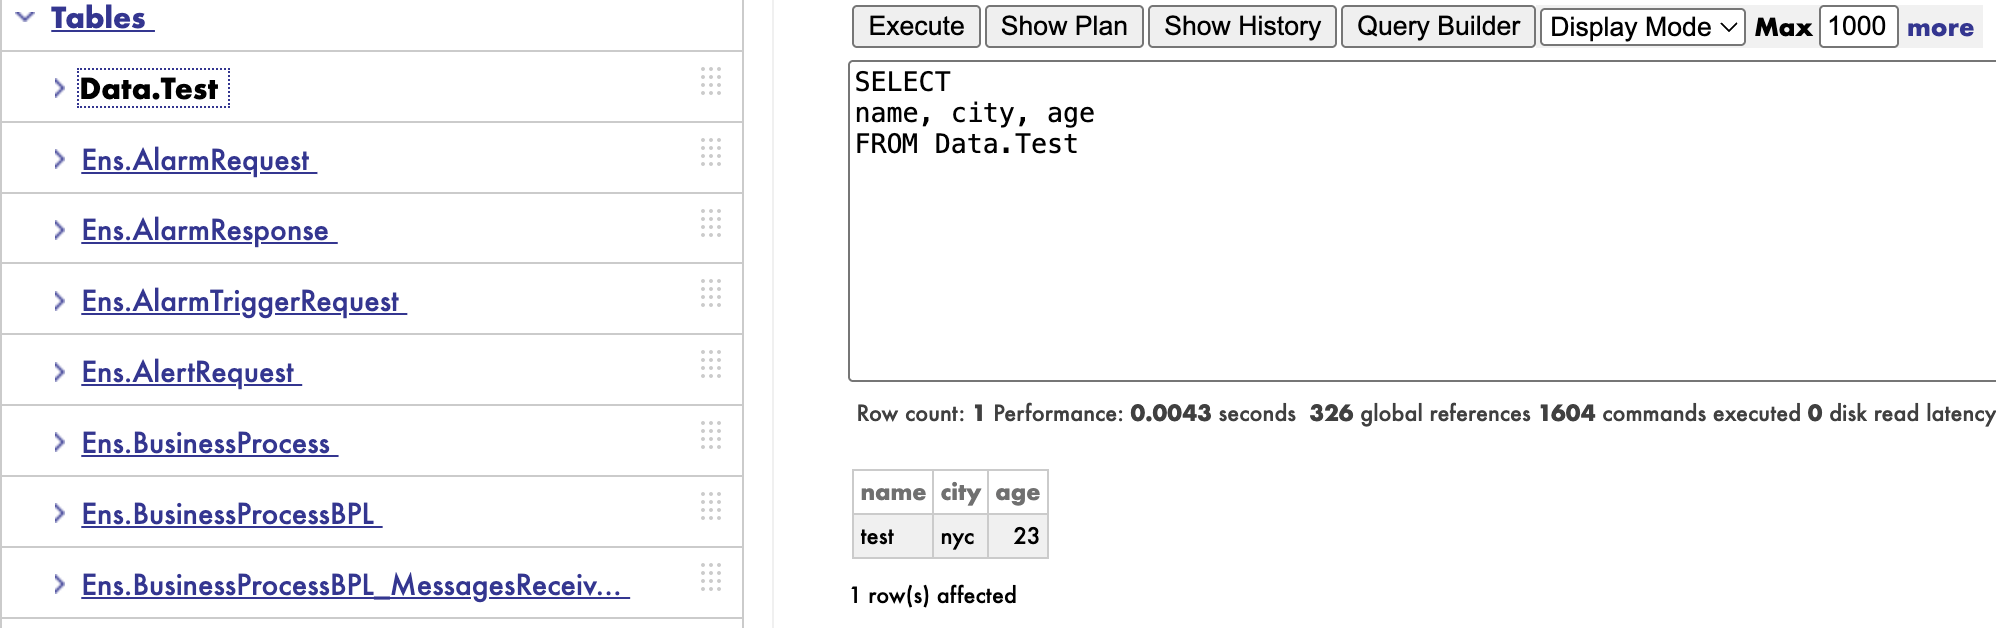 Tables
Data.Test
Ens.AlarmRequest
Ens.AlarmResponse
Ens.AlarmTriggerRequest
Ens.AlertRequest
Ens.BusinessProcess
Ens.BusinessProcessBPL
Ens.BusinessProcessBPL_MessagesReceiv...
Execute Show Plan Show History Query Builder Display Mode Max 1000 more
SELECT
name, city, age
FROM Data.Test
Row count: 1 Performance: 0.0043 seconds 326 global references 1604 commands executed 0 disk read latency
name city age
test nyc 23
1 row(s) affected